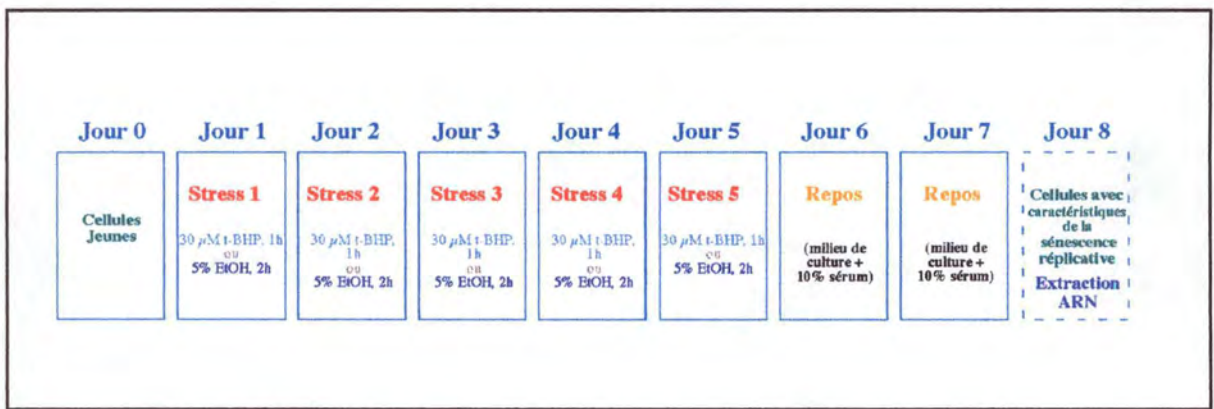 Jour 0
Jour 1
Jour 2
Jour 3
Jour 4
Jour 5
Jour 6
Jour 7
Jour 8
Cellules
Jeunes
Stress 1
30 µM t-BHP, 1h
ou
5% EtOH, 2h
Stress 2
30 µM t-BHP,
1h
ou
5% EtOH, 2h
Stress 3
30 µM t-BHP,
1h
ou
5% EtOH, 2h
Stress 4
30 µM t-BHP,
1h
ou
5% EtOH, 2h
Stress 5
30 µM t-BHP, 1h
ou
5% EtOH, 2h
Repos
(milieu de
culture +
10% sérum)
Repos
(milieu de
culture +
10% sérum)
Cellules avec
caractéristiques
de la
sénescence
réplicative
Extraction
ARN